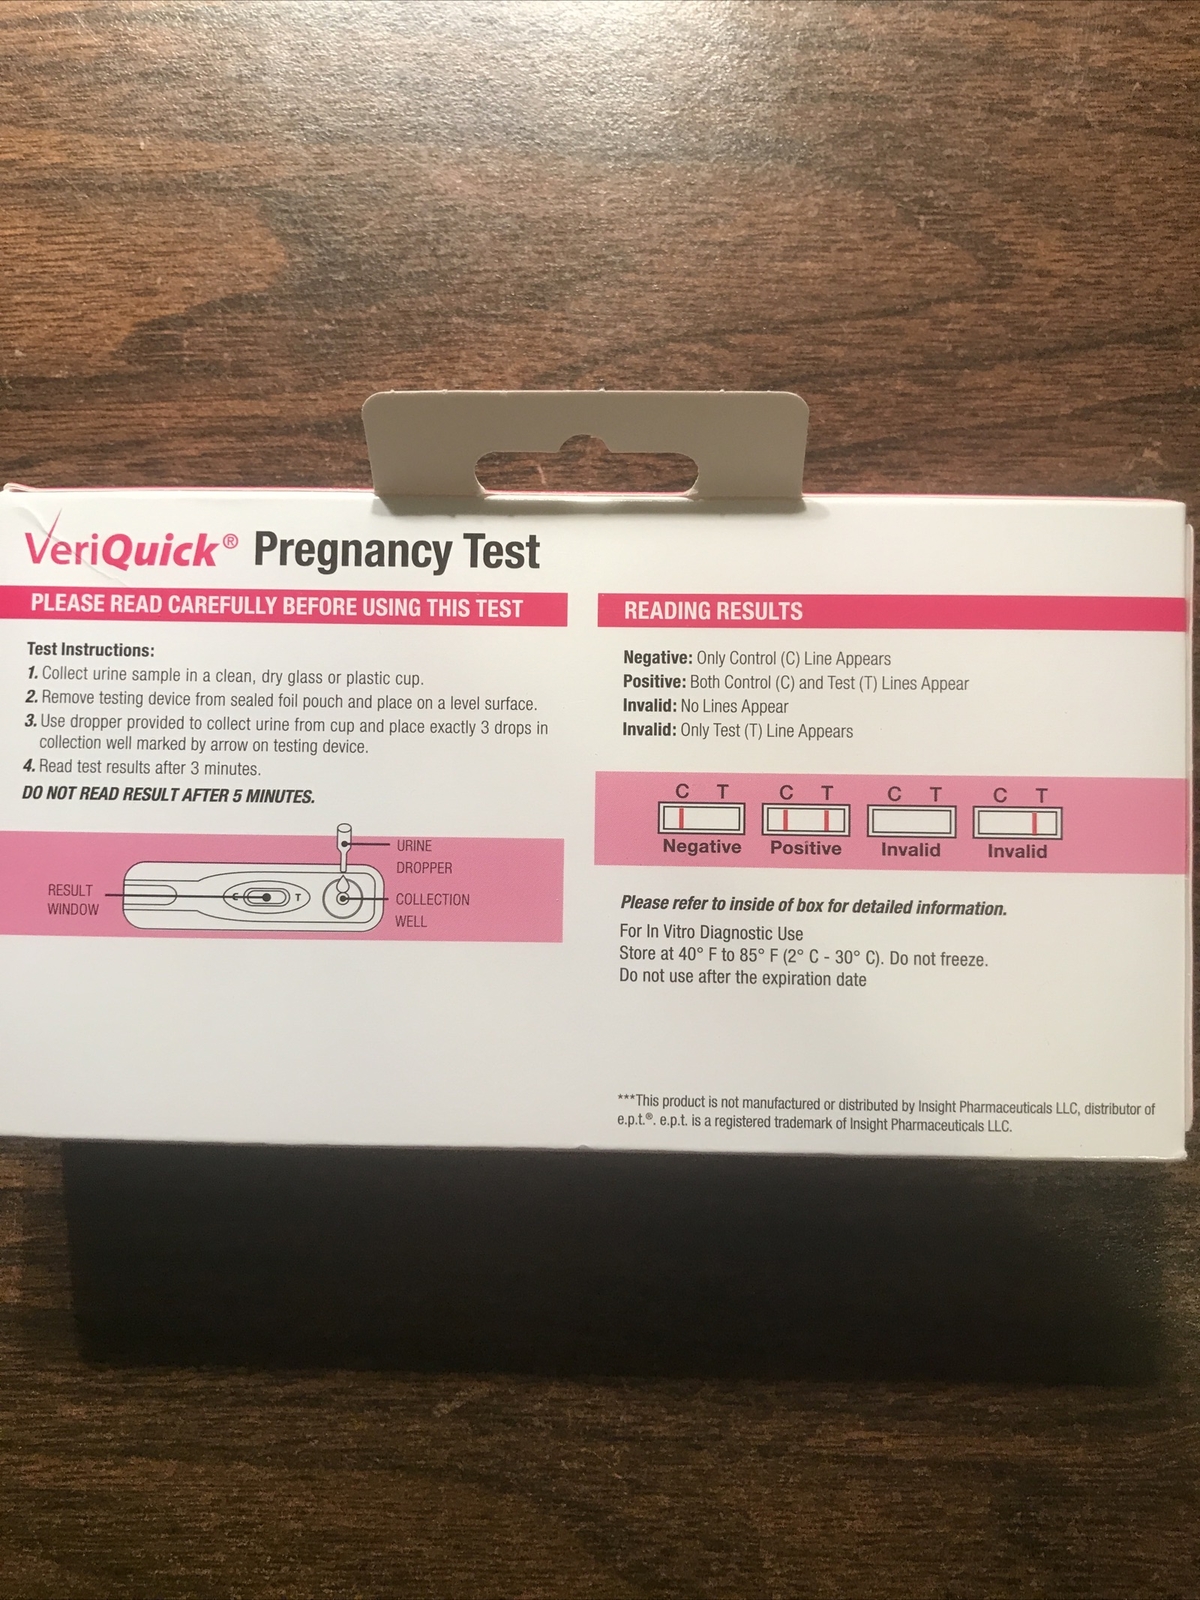 VeriQuick® Pregnancy Test
PLEASE READ CAREFULLY BEFORE USING THIS TEST
Test Instructions:
1. Collect urine sample in a clean, dry glass or plastic cup.
2. Remove testing device from sealed foil pouch and place on a level surface.
3. Use dropper provided to collect urine from cup and place exactly 3 drops in
collection well marked by arrow on testing device.
4. Read test results after 3 minutes.
DO NOT READ RESULT AFTER 5 MINUTES.
URINE
DROPPER
RESULT
WINDOW
C T
COLLECTION
WELL
READING RESULTS
Negative: Only Control (C) Line Appears
Positive: Both Control (C) and Test (T) Lines Appear
Invalid: No Lines Appear
Invalid: Only Test (T) Line Appears
C T C T C T C T
Negative Positive Invalid Invalid
Please refer to inside of box for detailed information.
For In Vitro Diagnostic Use
Store at 40° F to 85° F (2° C - 30° C). Do not freeze.
Do not use after the expiration date
***This product is not manufactured or distributed by Insight Pharmaceuticals LLC, distributor of
e.p.t.®. e.p.t. is a registered trademark of Insight Pharmaceuticals LLC.